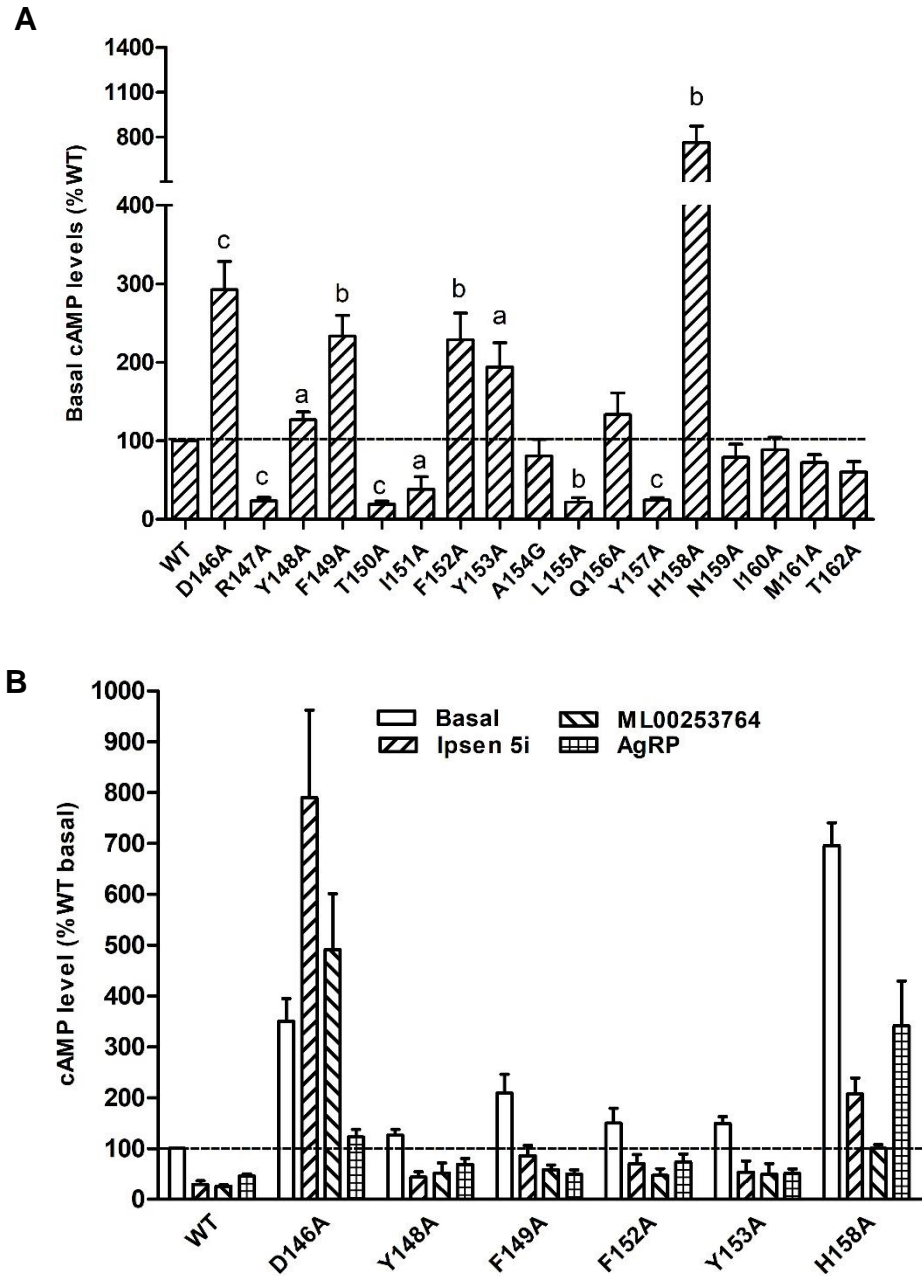 A
Basal cAMP levels (%WT)
1400
1100
800
400
300
200
100
0
c
c
a
b
c
a
b
a
b
c
b
WT
D146A
R147A
Y148A
F149A
T150A
I151A
F152A
Y153A
A154G
L155A
Q156A
Y157A
H158A
N159A
I160A
M161A
T162A
B
cAMP level (%WT basal)
1000
900
800
700
600
500
400
300
200
100
0
Basal
Ipsen 5i
ML00253764
AgRP
WT
D146A
Y148A
F149A
F152A
Y153A
H158A